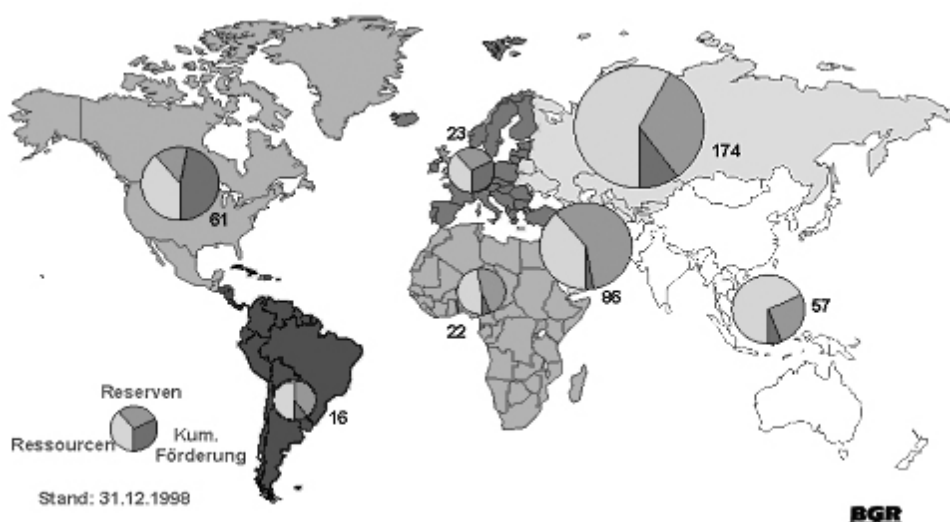 23
174
61
96
57
22
16
Reserven
Ressourcen
Kum.
Förderung
Stand: 31.12.1998
BGR